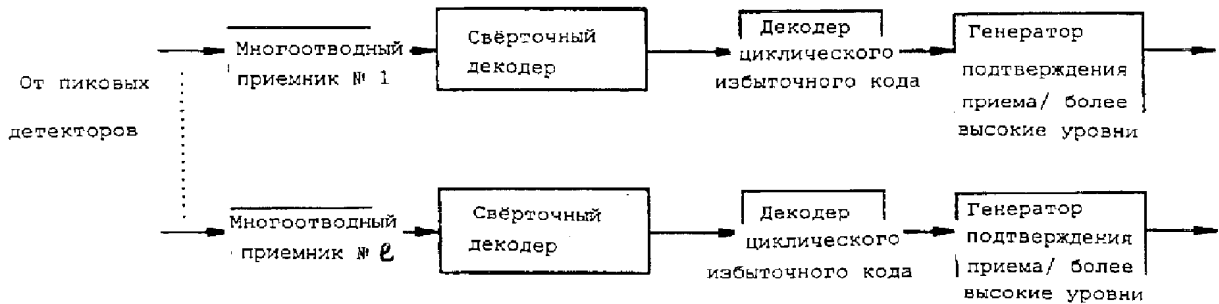 От пиковых
детекторов
Многоотводный
приемник № 1
Свёрточный
декодер
Декодер
циклического
избыточного кода
Генератор
подтверждения
приема/ более
высокие уровни
Многоотводный
приемник № ℓ
Свёрточный
декодер
Декодер
циклического
избыточного кода
Генератор
подтверждения
приема/ более
высокие уровни